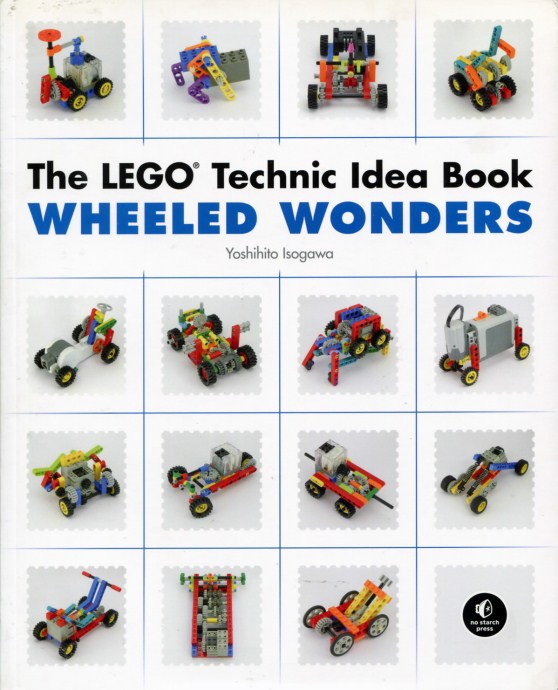 The LEGO® Technic Idea Book
WHEELED WONDERS
Yoshihito Isogawa
no starch
press